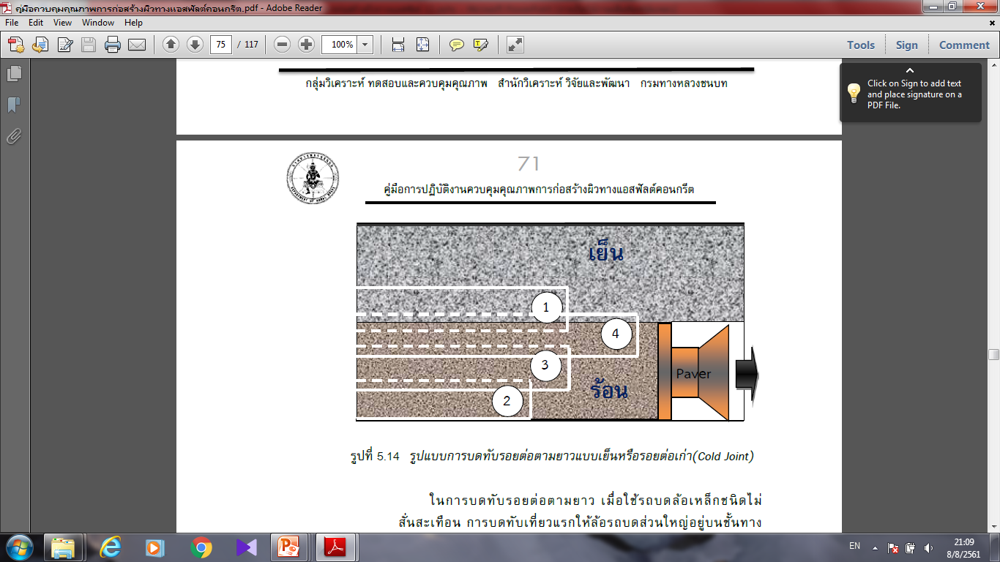 คู่มือควบคุมคุณภาพการก่อสร้างผิวทางแอสฟัลต์คอนกรีต.pdf - Adobe Reader
File Edit View Window Help
75 / 117 100% Tools Sign Comment
Click on Sign to add text
and place signature on a
PDF File.
กลุ่มวิเคราะห์ ทดสอบและควบคุมคุณภาพ สำนักวิเคราะห์ วิจัยและพัฒนา กรมทางหลวงชนบท
71
คู่มือการปฏิบัติงานควบคุมคุณภาพการก่อสร้างผิวทางแอสฟัลต์คอนกรีต
เย็น
1
4
3
Paver
ร้อน
2
รูปที่ 5.14 รูปแบบการบดทับรอยต่อตามยาวแบบเย็นหรือรอยต่อเก่า(Cold Joint)
ในการบดทับรอยต่อตามยาว เมื่อใช้รถบดล้อเหล็กชนิดไม่
สั่นสะเทือน การบดทับเที่ยวแรกให้ล้อรถบดส่วนใหญ่อยู่บนชั้นทาง
EN
21:09
8/8/2561